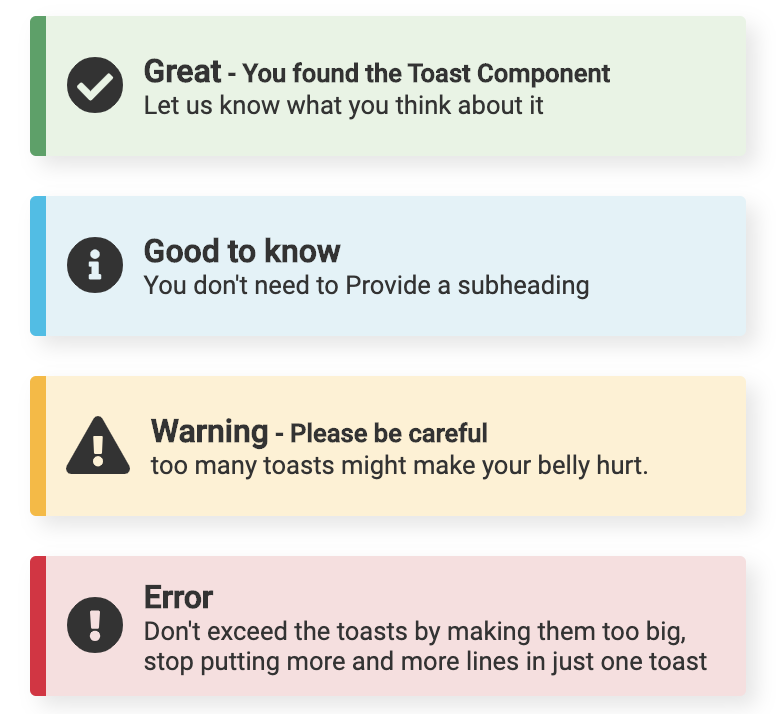 Great - You found the Toast Component
Let us know what you think about it
Good to know
You don't need to Provide a subheading
Warning - Please be careful
too many toasts might make your belly hurt.
Error
Don't exceed the toasts by making them too big,
stop putting more and more lines in just one toast